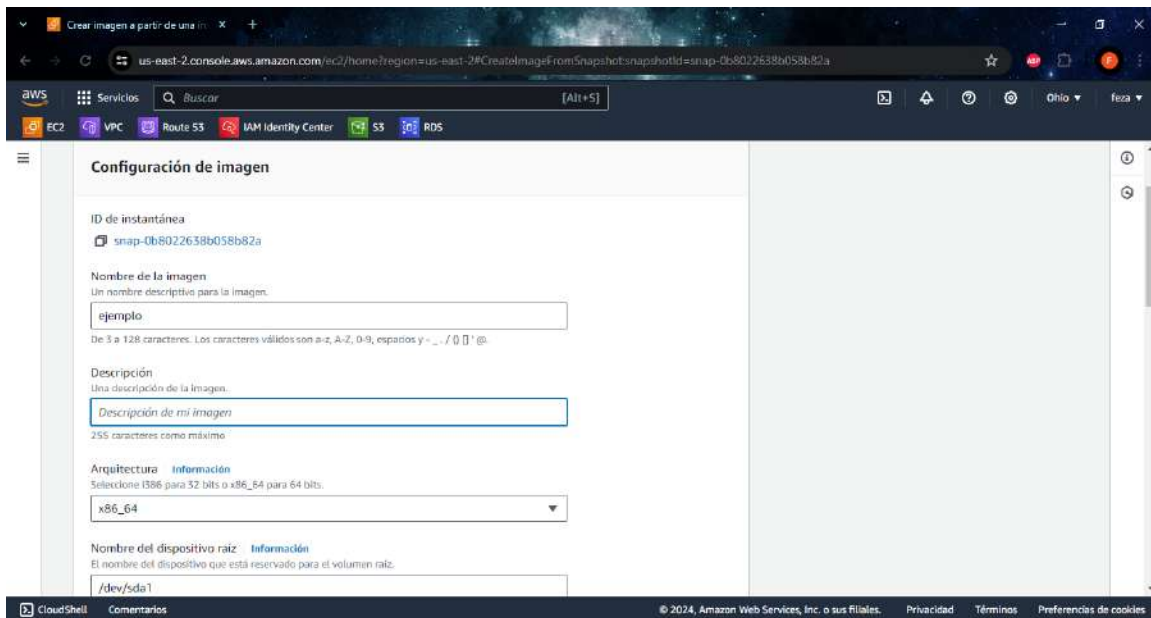 Crear imagen a partir de una in
us-east-2.console.aws.amazon.com/ec2/home?region=us-east-2#CreateImageFromSnapshot:snapshotId=snap-0b8022638b058b82a
ABP
F
aws
Servicios
Buscar
[Alt+S]
Ohio
feza
EC2
VPC
Route 53
IAM Identity Center
S3
RDS
Configuración de imagen
ID de instantánea
snap-0b8022638b058b82a
Nombre de la imagen
Un nombre descriptivo para la imagen.
ejemplo
De 3 a 128 caracteres. Los caracteres válidos son a-z, A-Z, 0-9, espacios y - _ . / () [] ' @.
Descripción
Una descripción de la imagen.
Descripción de mi imagen
255 caracteres como máximo
Arquitectura Información
Seleccione i386 para 32 bits o x86_64 para 64 bits.
x86_64
Nombre del dispositivo raíz Información
El nombre del dispositivo que está reservado para el volumen raíz.
/dev/sda1
CloudShell
Comentarios
© 2024, Amazon Web Services, Inc. o sus filiales.
Privacidad
Términos
Preferencias de cookies